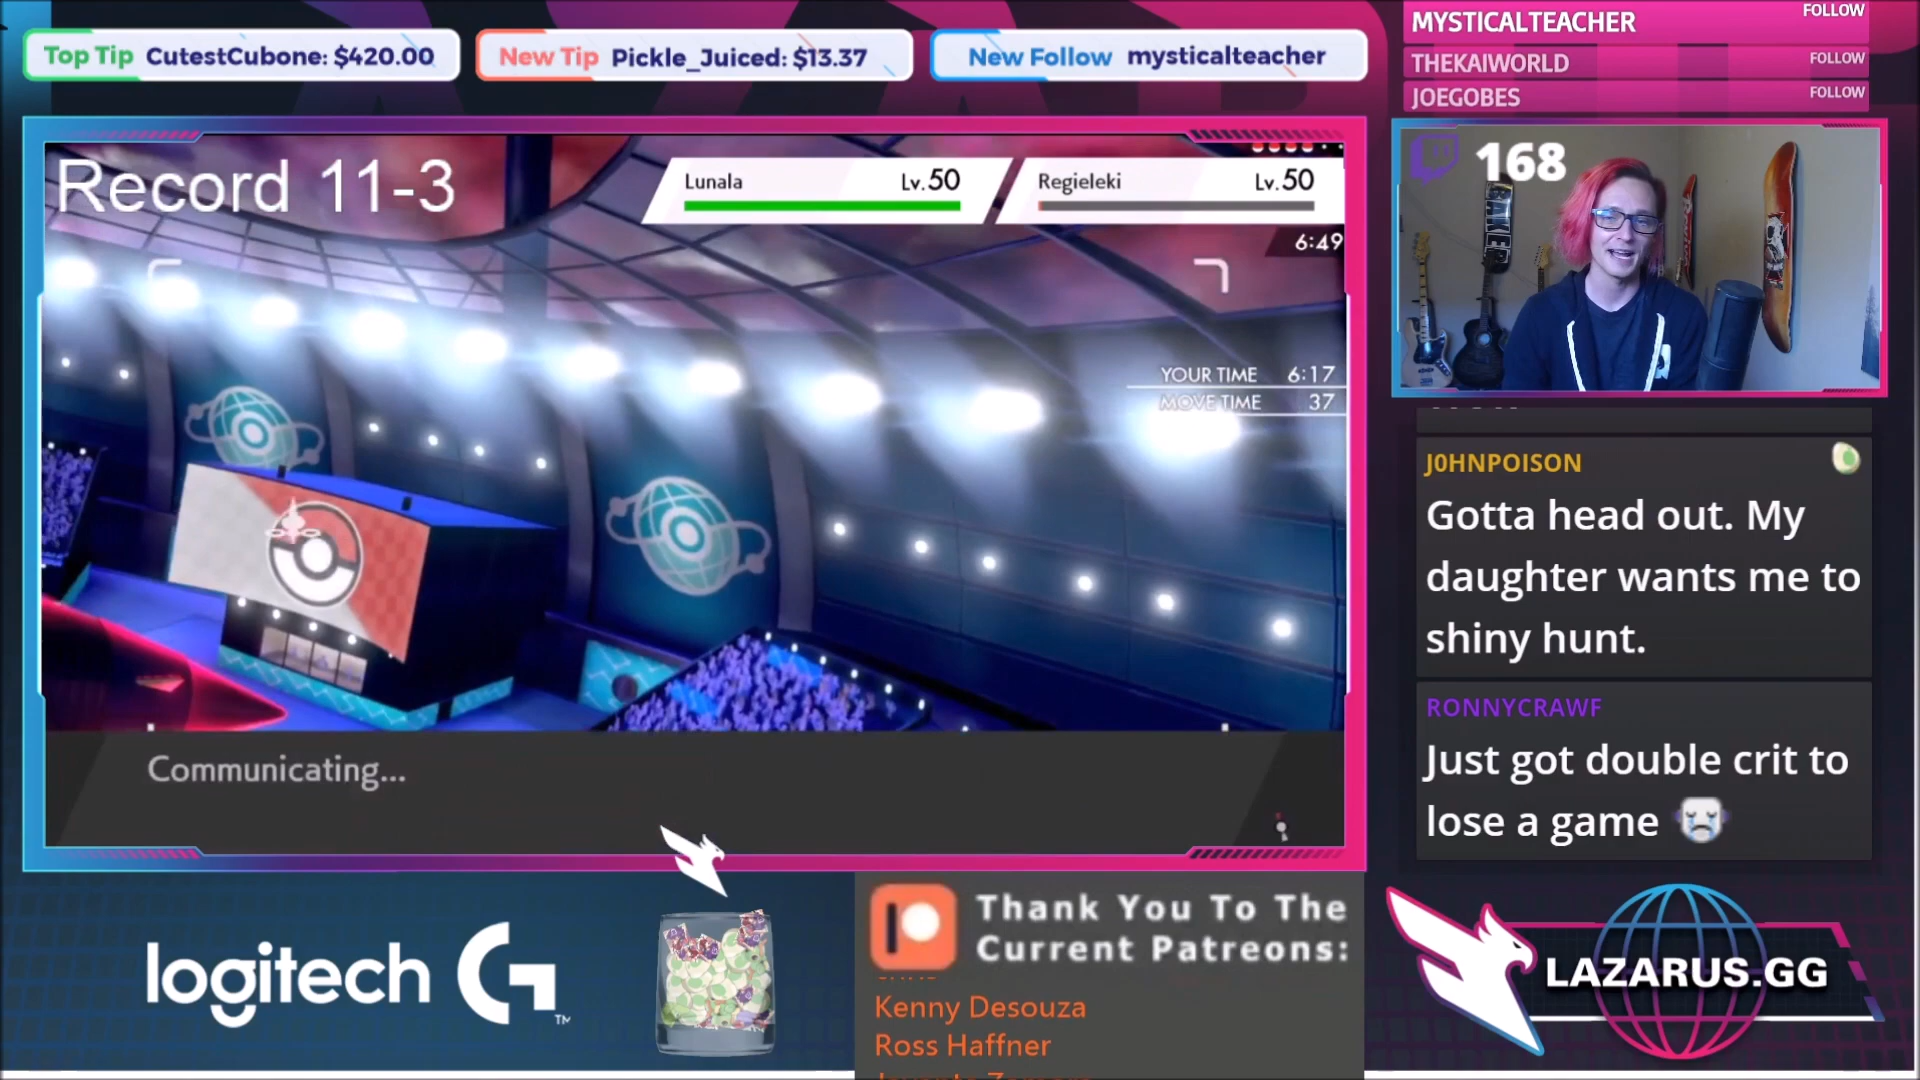 Top Tip CutestCubone: $420.00
New Tip Pickle_Juiced: $13.37
New Follow mysticalteacher
MYSTICALTEACHER FOLLOW
THEKAIWORLD FOLLOW
JOEGOBES FOLLOW
Record 11-3
Lunala Lv.50
Regieleki Lv.50
6:49
YOUR TIME 6:17
MOVE TIME 37
Communicating...
168
J0HNPOISON
Gotta head out. My
daughter wants me to
shiny hunt.
RONNYCRAWF
Just got double crit to
lose a game
logitech G™
Thank You To The
Current Patreons:
Kenny Desouza
Ross Haffner
LAZARUS.GG